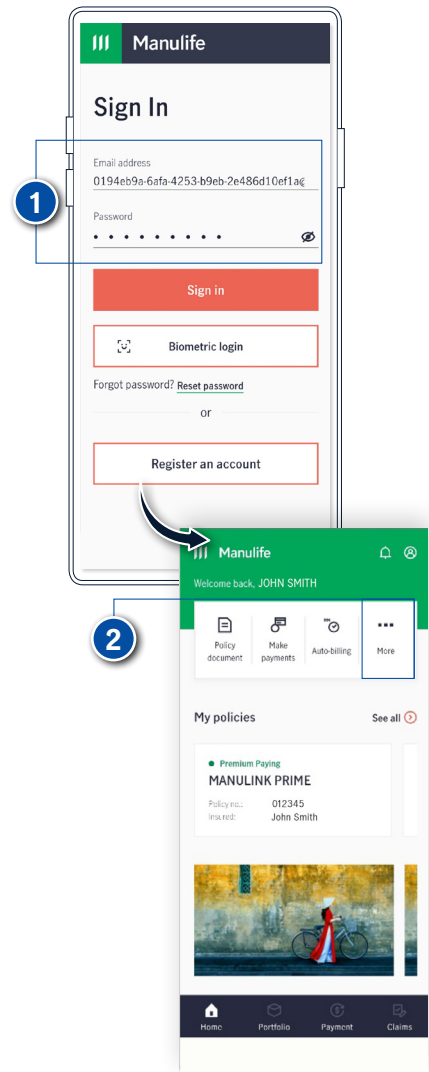 Manulife
Sign In
1
Email address
0194eb9a-6afa-4253-b9eb-2e486d10ef1a
Password
Sign in
Biometric login
Forgot password? Reset password
or
Register an account
Manulife
Welcome back, JOHN SMITH
2
Policy document
Make payments
Auto-billing
More
My policies
See all
Premium Paying
MANULINK PRIME
Policy no.: 012345
Insured: John Smith
Home
Portfolio
Payment
Claims